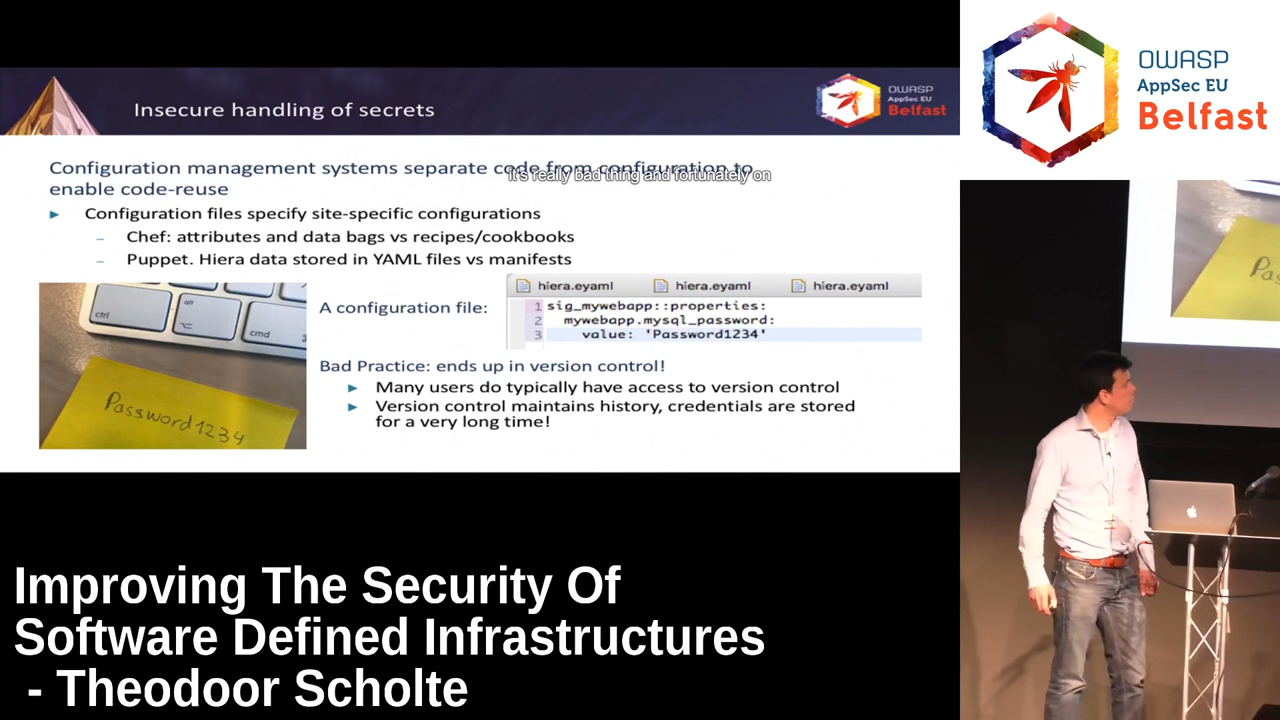 Insecure handling of secrets
OWASP
AppSec EU
Belfast
Configuration management systems separate code from configuration to
enable code-reuse
it's really bad thing and fortunately on
► Configuration files specify site-specific configurations
– Chef: attributes and data bags vs recipes/cookbooks
– Puppet. Hiera data stored in YAML files vs manifests
ctrl
alt
cmd
Password1234
A configuration file:
hiera.eyaml hiera.eyaml hiera.eyaml
1 sig_mywebapp::properties:
2 mywebapp.mysql_password:
3 value: 'Password1234'
Bad Practice: ends up in version control!
► Many users do typically have access to version control
► Version control maintains history, credentials are stored
for a very long time!
OWASP
AppSec EU
Belfast
Improving The Security Of
Software Defined Infrastructures
- Theodoor Scholte